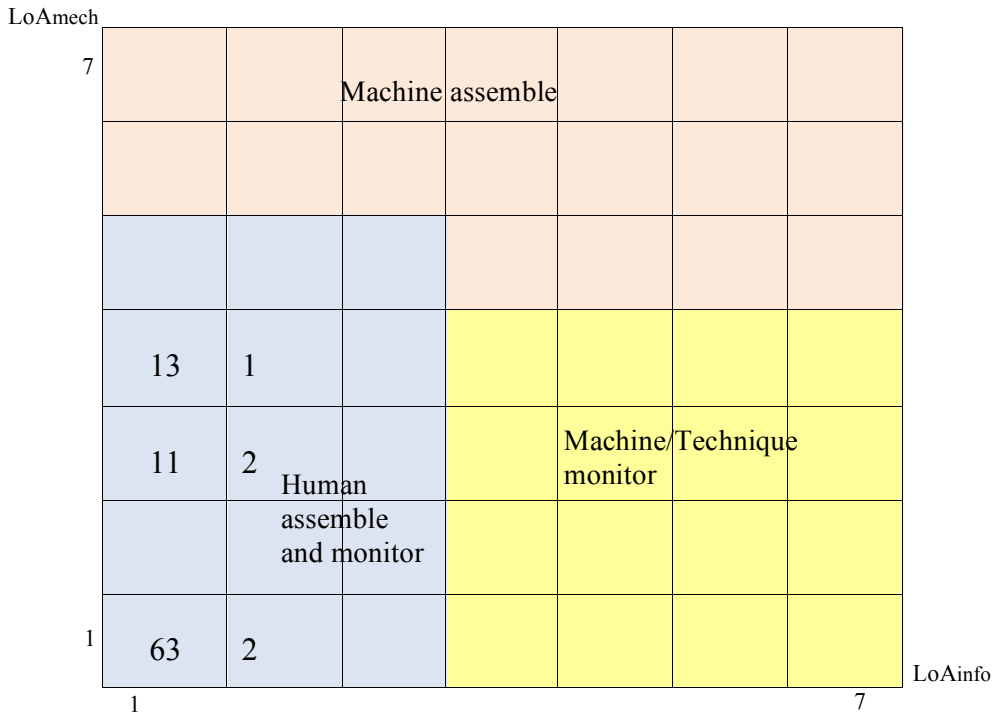 LoAmech
7
Machine assemble
13 1
11 2
Machine/Technique
monitor
Human
assemble
and monitor
1
63 2
LoAinfo
1 7